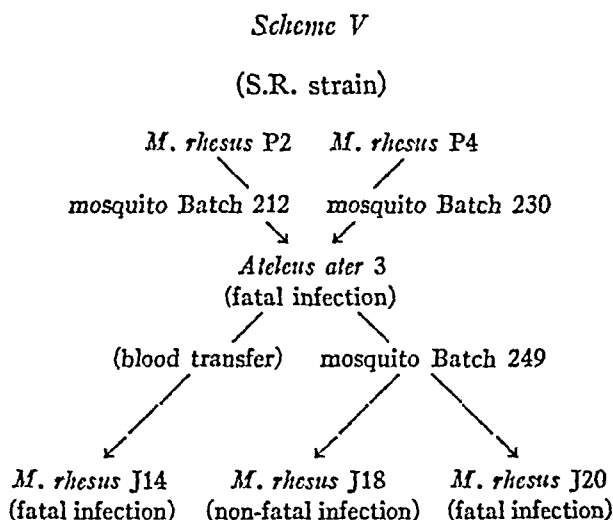 Scheme V
(S.R. strain)
M. rhesus P2 M. rhesus P4
mosquito Batch 212 mosquito Batch 230
Ateleus ater 3
(fatal infection)
(blood transfer) mosquito Batch 249
M. rhesus J14 M. rhesus J18 M. rhesus J20
(fatal infection) (non-fatal infection) (fatal infection)